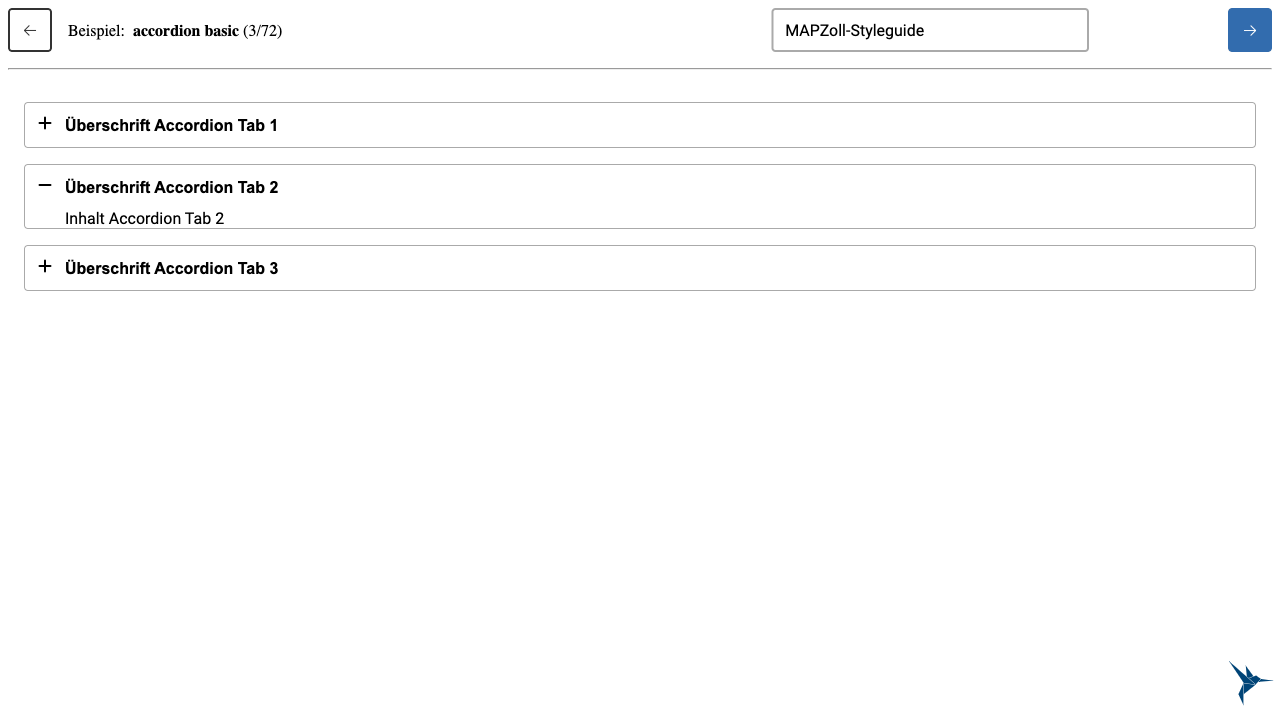 Beispiel: accordion basic (3/72)
MAPZoll-Styleguide
Überschrift Accordion Tab 1
Überschrift Accordion Tab 2
Inhalt Accordion Tab 2
Überschrift Accordion Tab 3